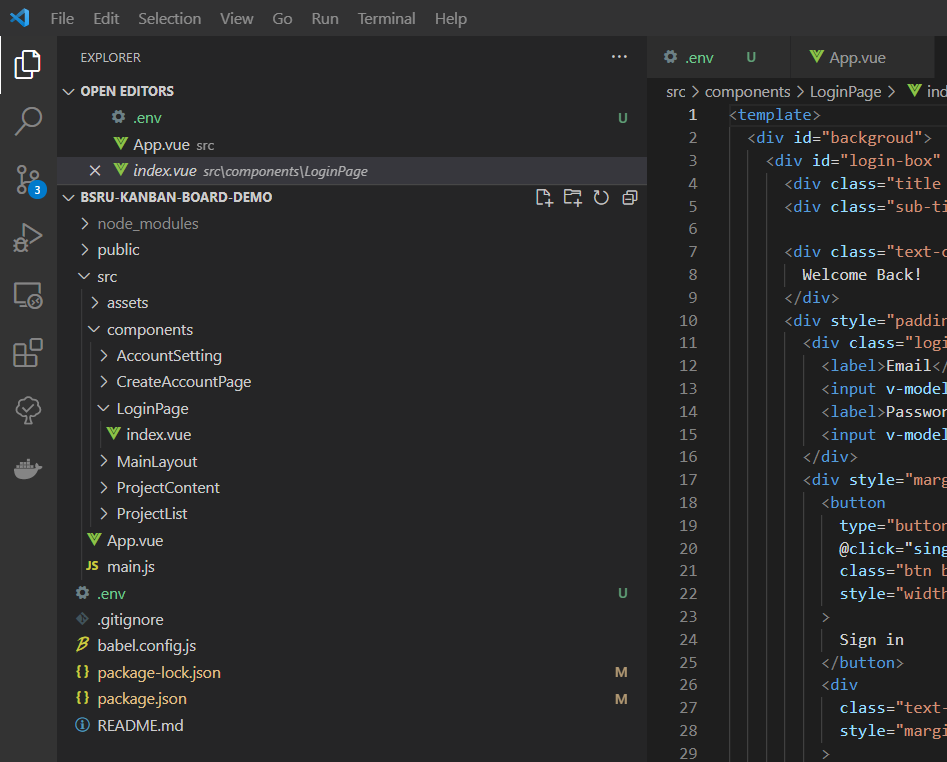 File Edit Selection View Go Run Terminal Help
EXPLORER
OPEN EDITORS
.env U
App.vue src
index.vue src\components\LoginPage
BSRU-KANBAN-BOARD-DEMO
node_modules
public
src
assets
components
AccountSetting
CreateAccountPage
LoginPage
index.vue
MainLayout
ProjectContent
ProjectList
App.vue
JS main.js
.env U
.gitignore
babel.config.js
{} package-lock.json M
{} package.json M
README.md
3
.env U App.vue
src > components > LoginPage > ind
1 <template>
2 <div id="backgroud">
3 <div id="login-box"
4 <div class="title
5 <div class="sub-ti
6
7 <div class="text-c
8 Welcome Back!
9 </div>
10 <div style="paddin
11 <div class="logi
12 <label>Email</
13 <input v-model
14 <label>Passwor
15 <input v-model
16 </div>
17 <div style="marg
18 <button
19 type="button
20 @click="sing
21 class="btn b
22 style="width
23 >
24 Sign in
25 </button>
26 <div
27 class="text-
28 style="margi
29 >